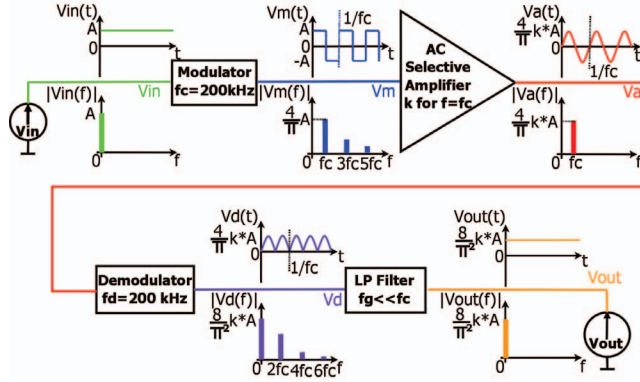 Vin(t)
A
0
t
Vin
|Vin(f)|
A
0
f
Vin
Modulator
fc=200kHz
Vm(t)
1/fc
A
0
-A
t
|Vm(f)|
Vm
4/π A
0
fc 3fc 5fc
f
AC
Selective
Amplifier
k for f=fc
Va(t)
4/π k*A
0
t
1/fc
|Va(f)|
Va
4/π k*A
0
fc
f
Demodulator
fd=200 kHz
Vd(t)
4/π k*A
0
t
1/fc
|Vd(f)|
Vd
8/π² k*A
0 2fc 4fc 6fc
f
LP Filter
fg<<fc
Vout(t)
8/π² k*A
0
t
|Vout(f)|
Vout
8/π² k*A
0
f
Vout